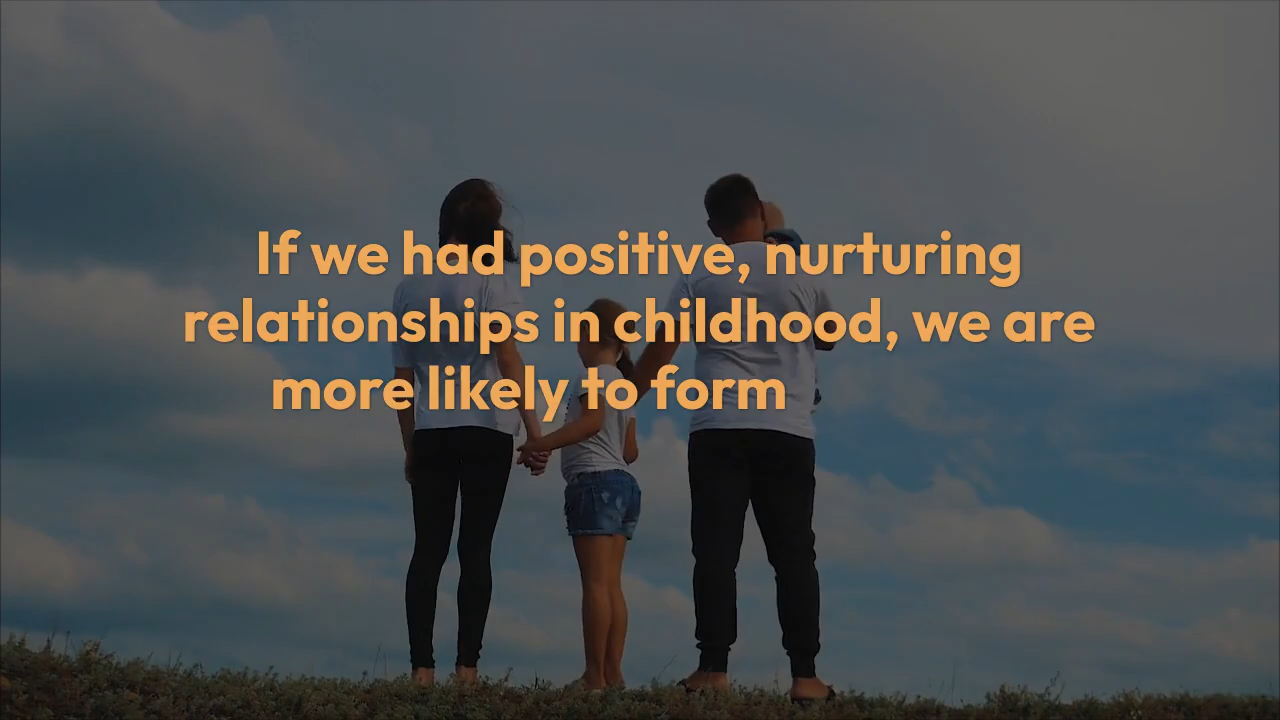 If we had positive, nurturing
relationships in childhood, we are
more likely to form